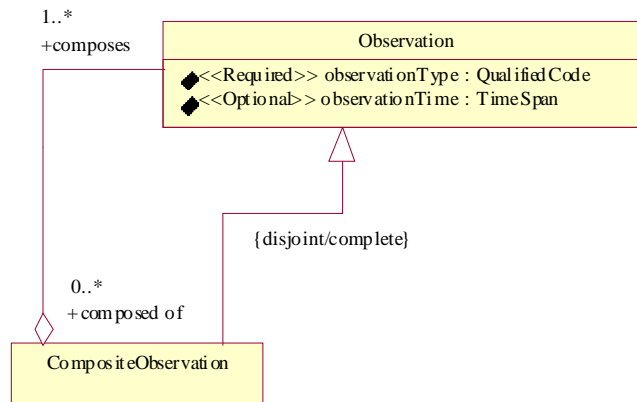 1..*
+composes
Observation
<<Required>> observationType : QualifiedCode
<<Optional>> observationTime : TimeSpan
{disjoint/complete}
0..*
+composed of
CompositeObservation